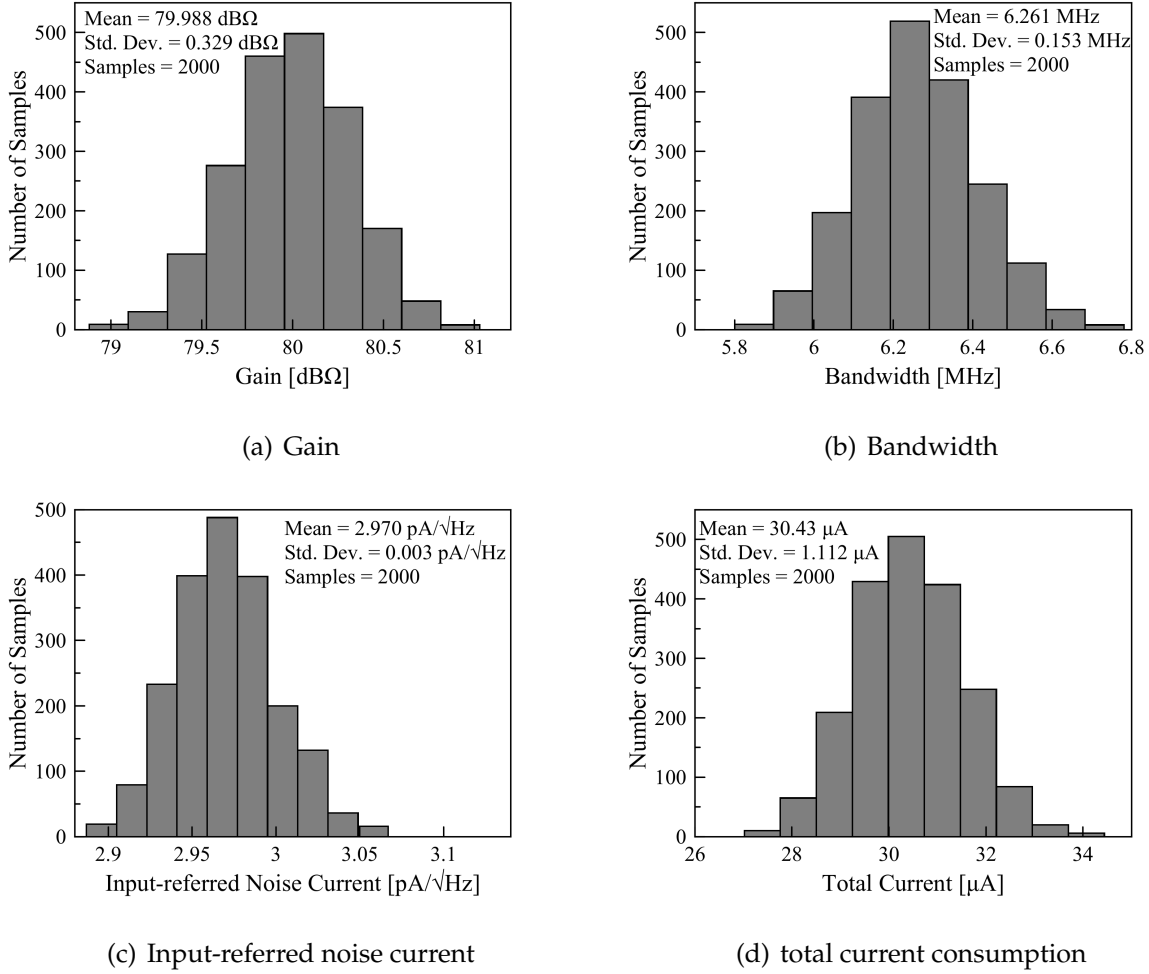 Mean = 79.988 dBΩ
Std. Dev. = 0.329 dBΩ
Samples = 2000
500
400
300
200
100
0
Number of Samples
79
79.5
80
80.5
81
Gain [dBΩ]
(a) Gain
Mean = 6.261 MHz
Std. Dev. = 0.153 MHz
Samples = 2000
500
400
300
200
100
0
Number of Samples
5.8
6
6.2
6.4
6.6
6.8
Bandwidth [MHz]
(b) Bandwidth
Mean = 2.970 pA/√Hz
Std. Dev. = 0.003 pA/√Hz
Samples = 2000
500
400
300
200
100
0
Number of Samples
2.9
2.95
3
3.05
3.1
Input-referred Noise Current [pA/√Hz]
(c) Input-referred noise current
Mean = 30.43 µA
Std. Dev. = 1.112 µA
Samples = 2000
500
400
300
200
100
0
Number of Samples
26
28
30
32
34
Total Current [µA]
(d) total current consumption